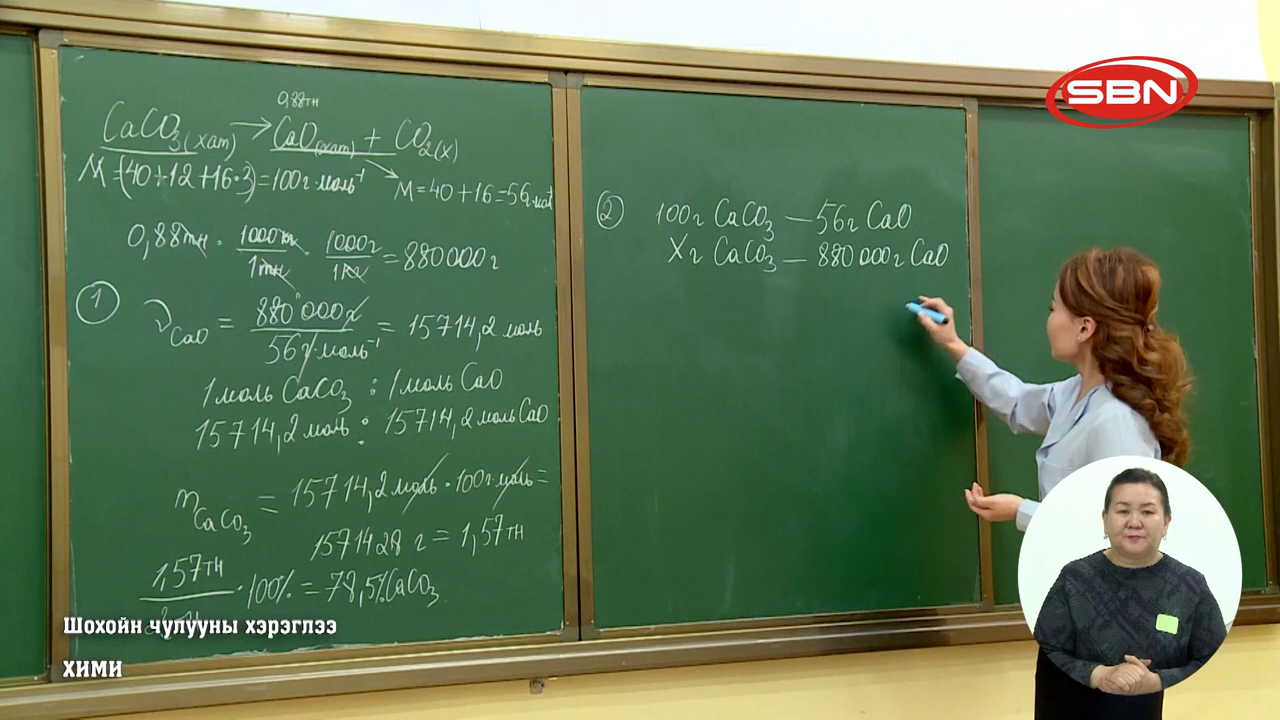 SBN
0,88тн
CaCO₃(хат) → CaO(хат) + CO₂(х)
M=(40+12+16·3)=100г·моль⁻¹
M=40+16=56г·моль⁻¹
0,88тн · 1000кг/1тн · 1000г/1кг = 880000г
1
ν CaO = 880000г/56г·моль⁻¹ = 15714,2 моль
1моль CaCO₃ : 1моль CaO
15714,2 моль : 15714,2 моль CaO
m CaCO₃ = 15714,2 моль · 100г·моль⁻¹ =
1571428 г = 1,57тн
1,57тн/ · 100% = 78,5% CaCO₃
2
100г CaCO₃ — 56г CaO
Xг CaCO₃ — 880000г CaO
Шохойн чулууны хэрэглээ
ХИМИ